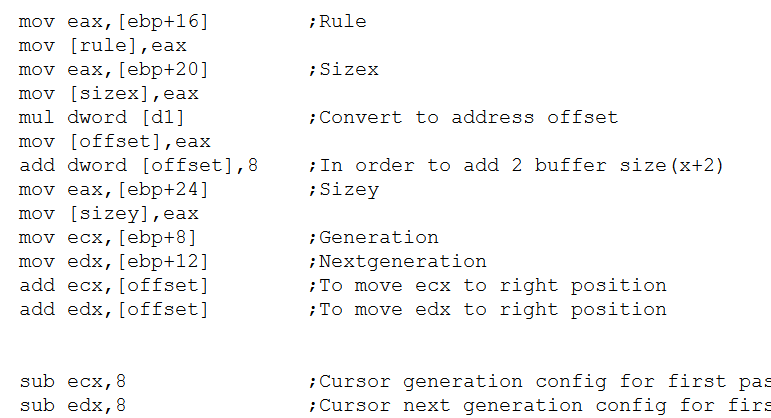 mov eax,[ebp+16] ;Rule
mov [rule],eax
mov eax,[ebp+20] ;Sizex
mov [sizex],eax
mul dword [d1] ;Convert to address offset
mov [offset],eax
add dword [offset],8 ;In order to add 2 buffer size(x+2)
mov eax,[ebp+24] ;Sizey
mov [sizey],eax
mov ecx,[ebp+8] ;Generation
mov edx,[ebp+12] ;Nextgeneration
add ecx,[offset] ;To move ecx to right position
add edx,[offset] ;To move edx to right position
sub ecx,8 ;Cursor generation config for first
sub edx,8 ;Cursor next generation config for